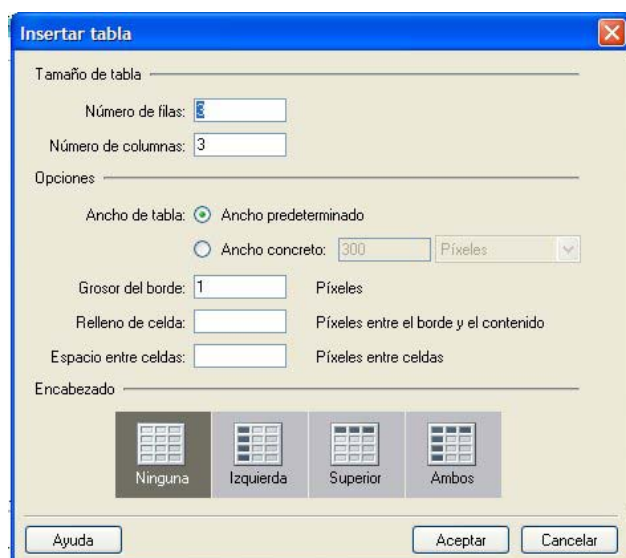 Insertar tabla
Tamaño de tabla
Número de filas: 3
Número de columnas: 3
Opciones
Ancho de tabla: Ancho predeterminado
Ancho concreto: 300 Píxeles
Grosor del borde: 1 Píxeles
Relleno de celda: Píxeles entre el borde y el contenido
Espacio entre celdas: Píxeles entre celdas
Encabezado
Ninguna Izquierda Superior Ambos
Ayuda Aceptar Cancelar